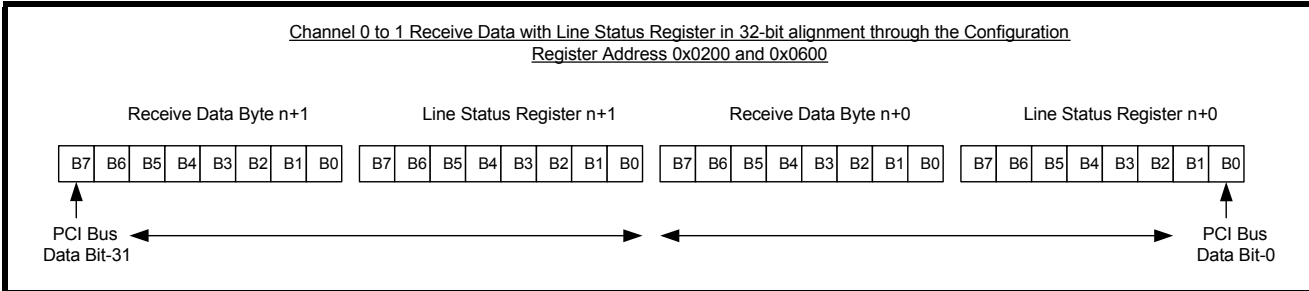 Channel 0 to 1 Receive Data with Line Status Register in 32-bit alignment through the Configuration
Register Address 0x0200 and 0x0600
Receive Data Byte n+1 Line Status Register n+1 Receive Data Byte n+0 Line Status Register n+0
B7 B6 B5 B4 B3 B2 B1 B0 B7 B6 B5 B4 B3 B2 B1 B0 B7 B6 B5 B4 B3 B2 B1 B0 B7 B6 B5 B4 B3 B2 B1 B0
PCI Bus PCI Bus
Data Bit-31 Data Bit-0